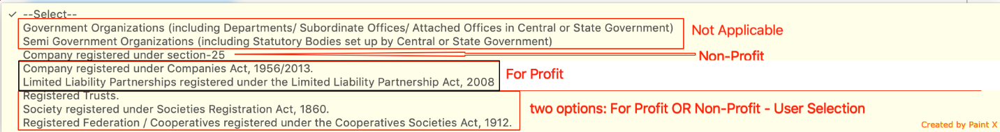 ✓ --Select--
Government Organizations (including Departments/ Subordinate Offices/ Attached Offices in Central or State Government)
Semi Government Organizations (including Statutory Bodies set up by Central or State Government)
Not Applicable
Company registered under section-25
Non-Profit
Company registered under Companies Act, 1956/2013.
Limited Liability Partnerships registered under the Limited Liability Partnership Act, 2008
For Profit
Registered Trusts.
Society registered under Societies Registration Act, 1860.
Registered Federation / Cooperatives registered under the Cooperatives Societies Act, 1912.
two options: For Profit OR Non-Profit - User Selection
Created by Paint X